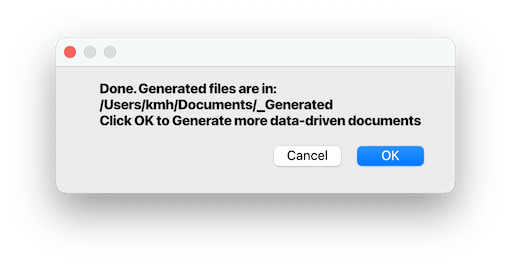 Done. Generated files are in:
/Users/kmh/Documents/_Generated
Click OK to Generate more data-driven documents
Cancel
OK